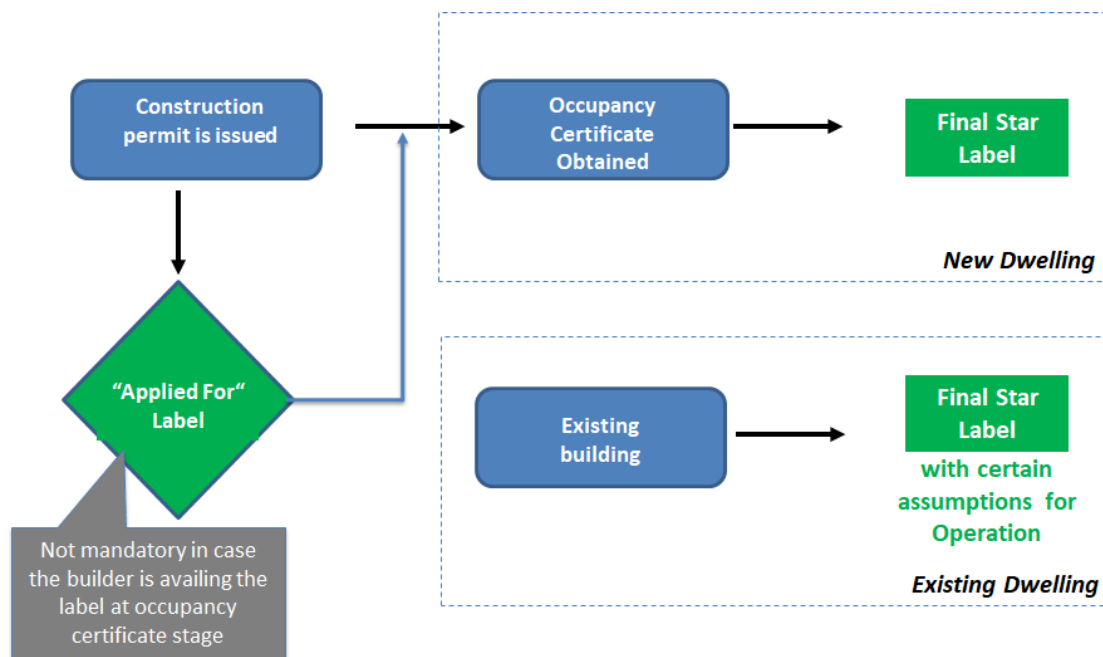 Construction
permit is issued
Occupancy
Certificate
Obtained
Final Star
Label
New Dwelling
“Applied For“
Label
Not mandatory in case
the builder is availing the
label at occupancy
certificate stage
Existing
building
Final Star
Label
with certain
assumptions for
Operation
Existing Dwelling